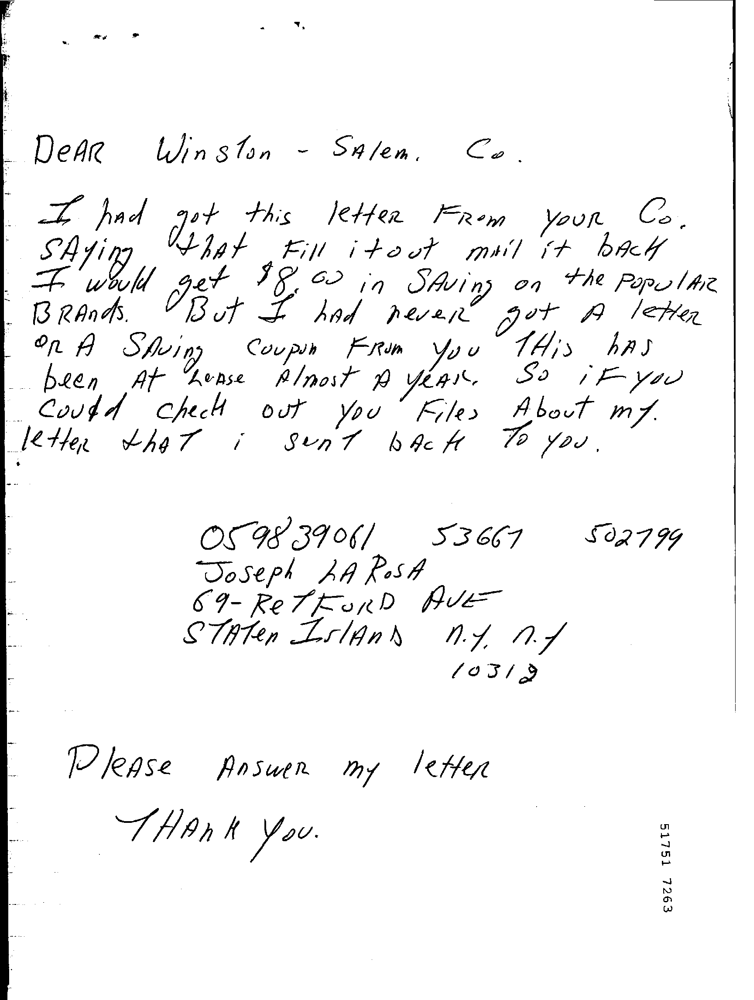 DeAR Winston - SAlem. Co.
I had got this letter From your Co.
SAying that Fill it out mail it bACK
I would get $8.00 in SAving on the PopulAR
BRAnds. But I had never got A letter
or A SAving Coupon From you THis hAS
been At lease Almost A yeAr. So iF you
Could check out you Files About my.
letter thAT i senT bACK To you.
059839061 53667 502799
Joseph LA RosA
69-ReTFoRD AVE
STATen IslAnD n.y. n.y
10312
PleAse Answer my letter
THAnK you.
51751 7263